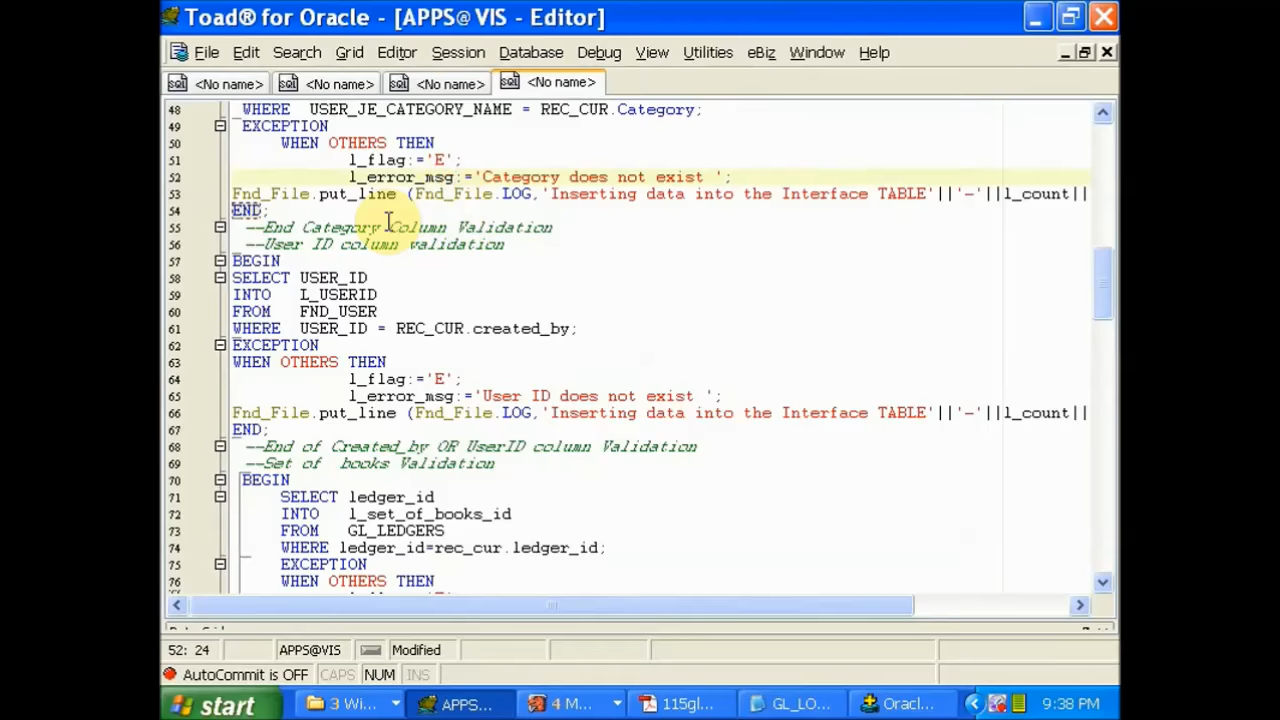 Toad® for Oracle - [APPS@VIS - Editor]
File Edit Search Grid Editor Session Database Debug View Utilities eBiz Window Help
<No name> <No name> <No name> <No name>
48 WHERE USER_JE_CATEGORY_NAME = REC_CUR.Category;
49 EXCEPTION
50 WHEN OTHERS THEN
51 l_flag:='E';
52 l_error_msg:='Category does not exist ';
53 Fnd_File.put_line (Fnd_File.LOG,'Inserting data into the Interface TABLE'||'-'||l_count||
54 END;
55 --End Category Column Validation
56 --User ID column validation
57 BEGIN
58 SELECT USER_ID
59 INTO L_USERID
60 FROM FND_USER
61 WHERE USER_ID = REC_CUR.created_by;
62 EXCEPTION
63 WHEN OTHERS THEN
64 l_flag:='E';
65 l_error_msg:='User ID does not exist ';
66 Fnd_File.put_line (Fnd_File.LOG,'Inserting data into the Interface TABLE'||'-'||l_count||
67 END;
68 --End of Created_by OR UserID column Validation
69 --Set of books Validation
70 BEGIN
71 SELECT ledger_id
72 INTO l_set_of_books_id
73 FROM GL_LEDGERS
74 WHERE ledger_id=rec_cur.ledger_id;
75 EXCEPTION
76 WHEN OTHERS THEN
52: 24 APPS@VIS Modified
AutoCommit is OFF CAPS NUM INS
start 3 Wi... APPS... 4 M... 115gl... GL_LO... Oracl... 9:38 PM